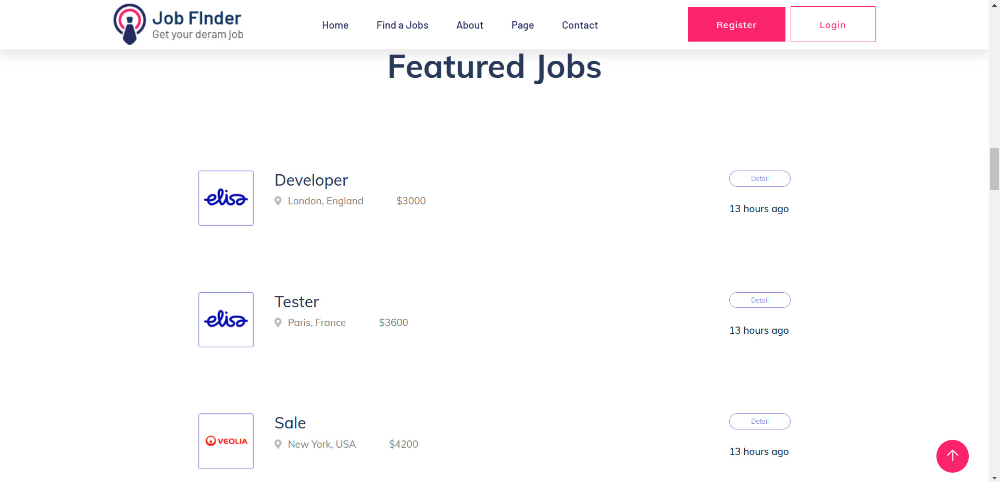 Job FInder
Get your deram job
Home Find a Jobs About Page Contact Register Login
Featured Jobs
elisa
Developer
London, England $3000
Detail
13 hours ago
elisa
Tester
Paris, France $3600
Detail
13 hours ago
VEOLIA
Sale
New York, USA $4200
Detail
13 hours ago